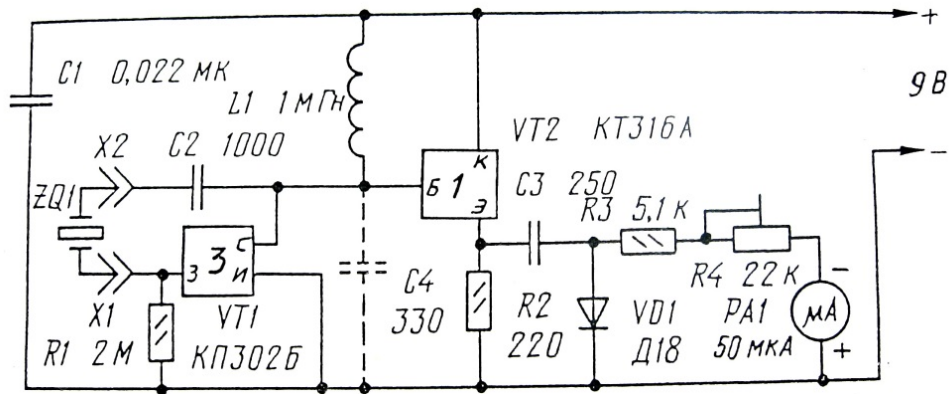 +
C1 0,022 мк
L1 1 мГн
9 В
X2
C2 1000
VT2 КТ316А
К
Б 1
Э
−
ZQ1
C3 250
R3 5,1 к
С
3 З
И
C4
330
R2
220
VD1
Д18
R4 22 к
X1
VT1
КП302Б
R1 2 М
PA1
50 мкА
−
мА
+